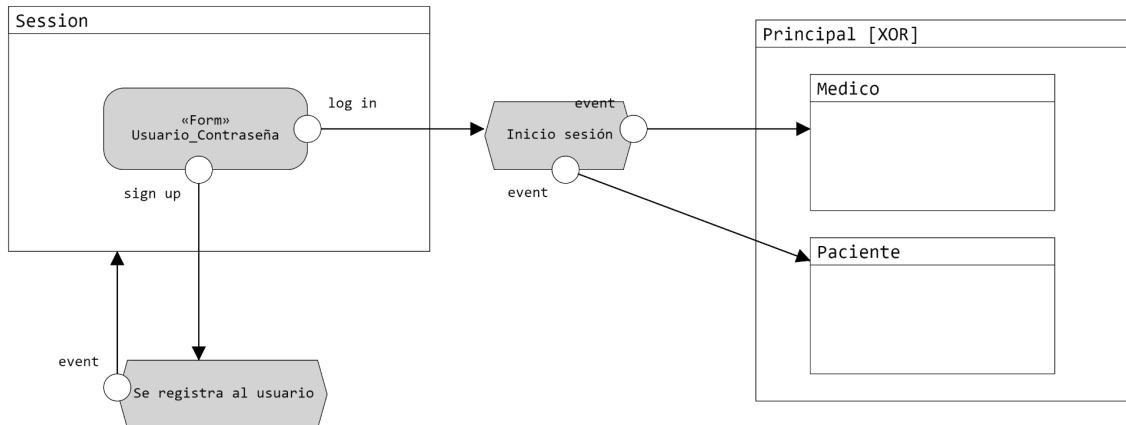 Session
Principal [XOR]
Medico
log in
event
«Form»
Usuario_Contraseña
Inicio sesión
sign up
event
Paciente
event
Se registra al usuario